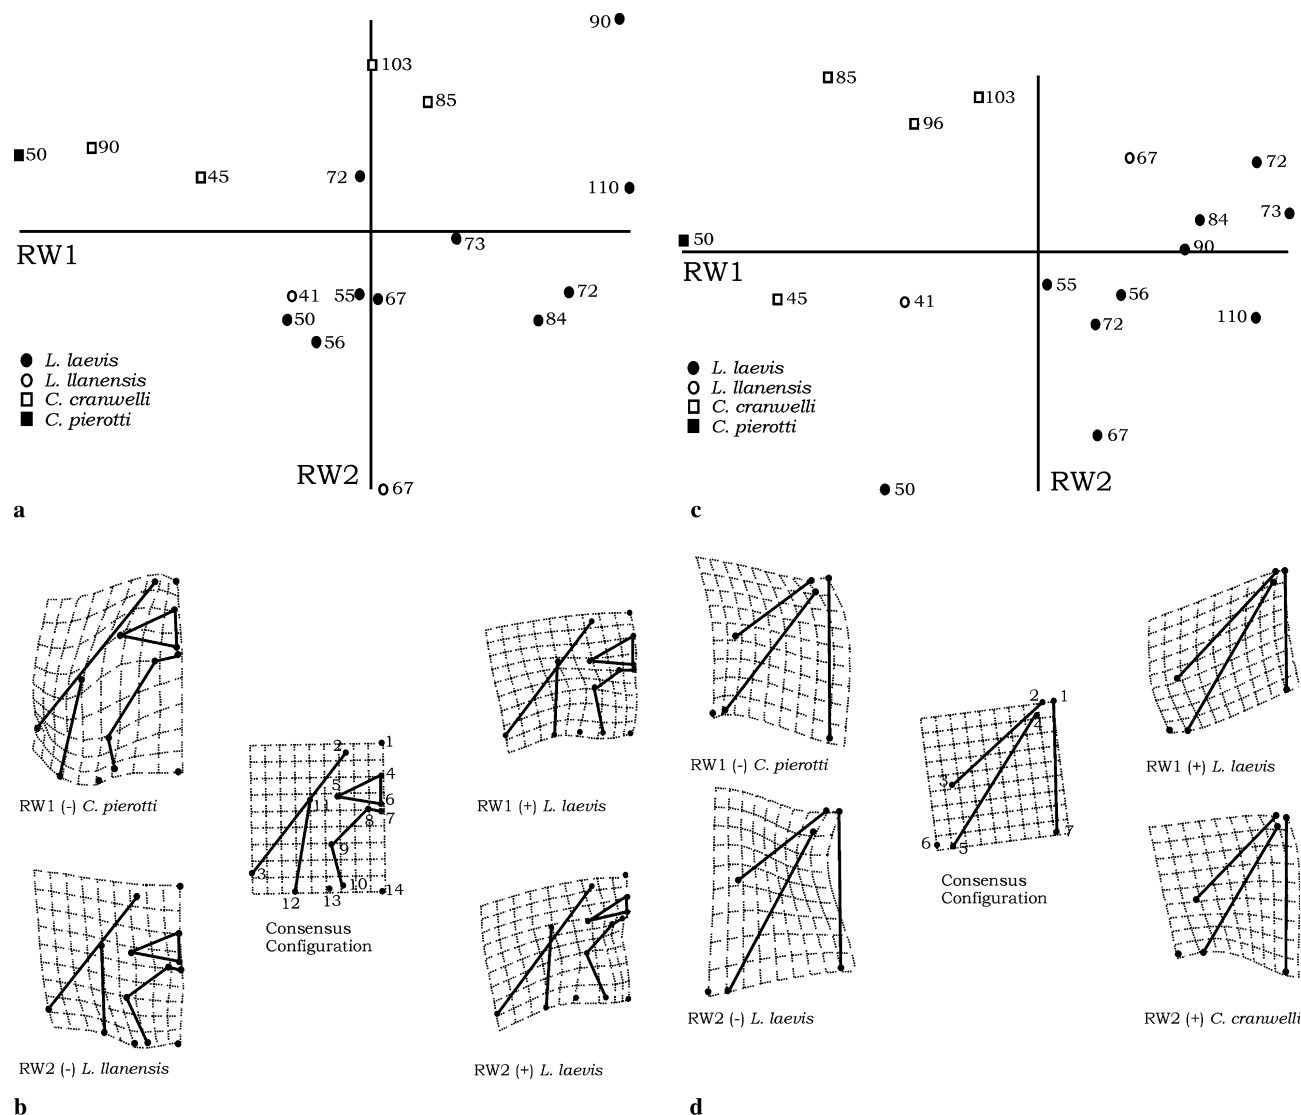 90
103
85
90
50
45
72
110
RW1
73
41
55
67
72
50
84
56
L. laevis
L. llanensis
C. cranwelli
C. pierotti
RW2
67
a
85
103
96
67
72
84
73
50
90
RW1
55
56
45
41
72
110
L. laevis
L. llanensis
C. cranwelli
C. pierotti
67
RW2
50
c
RW1 (-) C. pierotti
2
1
4
5
11
6
7
8
9
3
10
12
13
14
Consensus
Configuration
RW1 (+) L. laevis
RW2 (-) L. llanensis
RW2 (+) L. laevis
b
RW1 (-) C. pierotti
2
1
4
3
7
6
5
Consensus
Configuration
RW1 (+) L. laevis
RW2 (-) L. laevis
RW2 (+) C. cranwelli
d